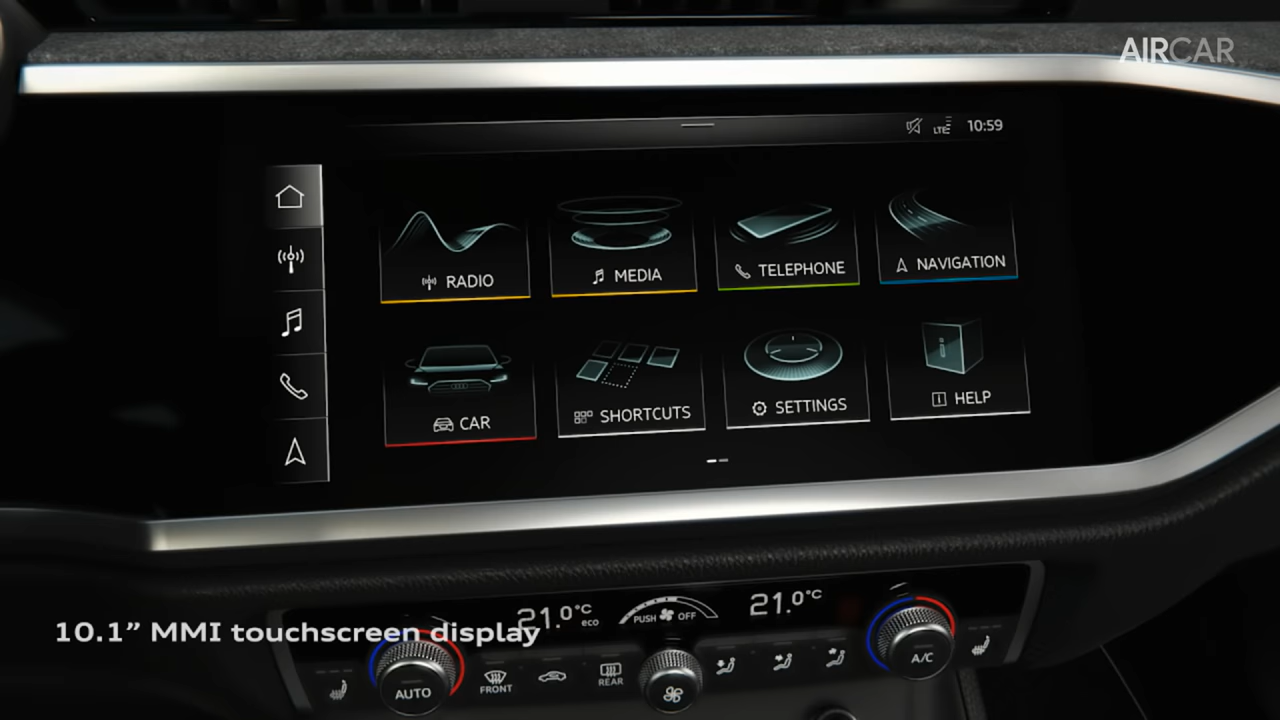 AIRCAR
LTE 10:59
RADIO
MEDIA
TELEPHONE
NAVIGATION
CAR
SHORTCUTS
SETTINGS
HELP
21.0°C
eco
PUSH OFF
21.0°C
10.1” MMI touchscreen display
AUTO
FRONT
REAR
A/C